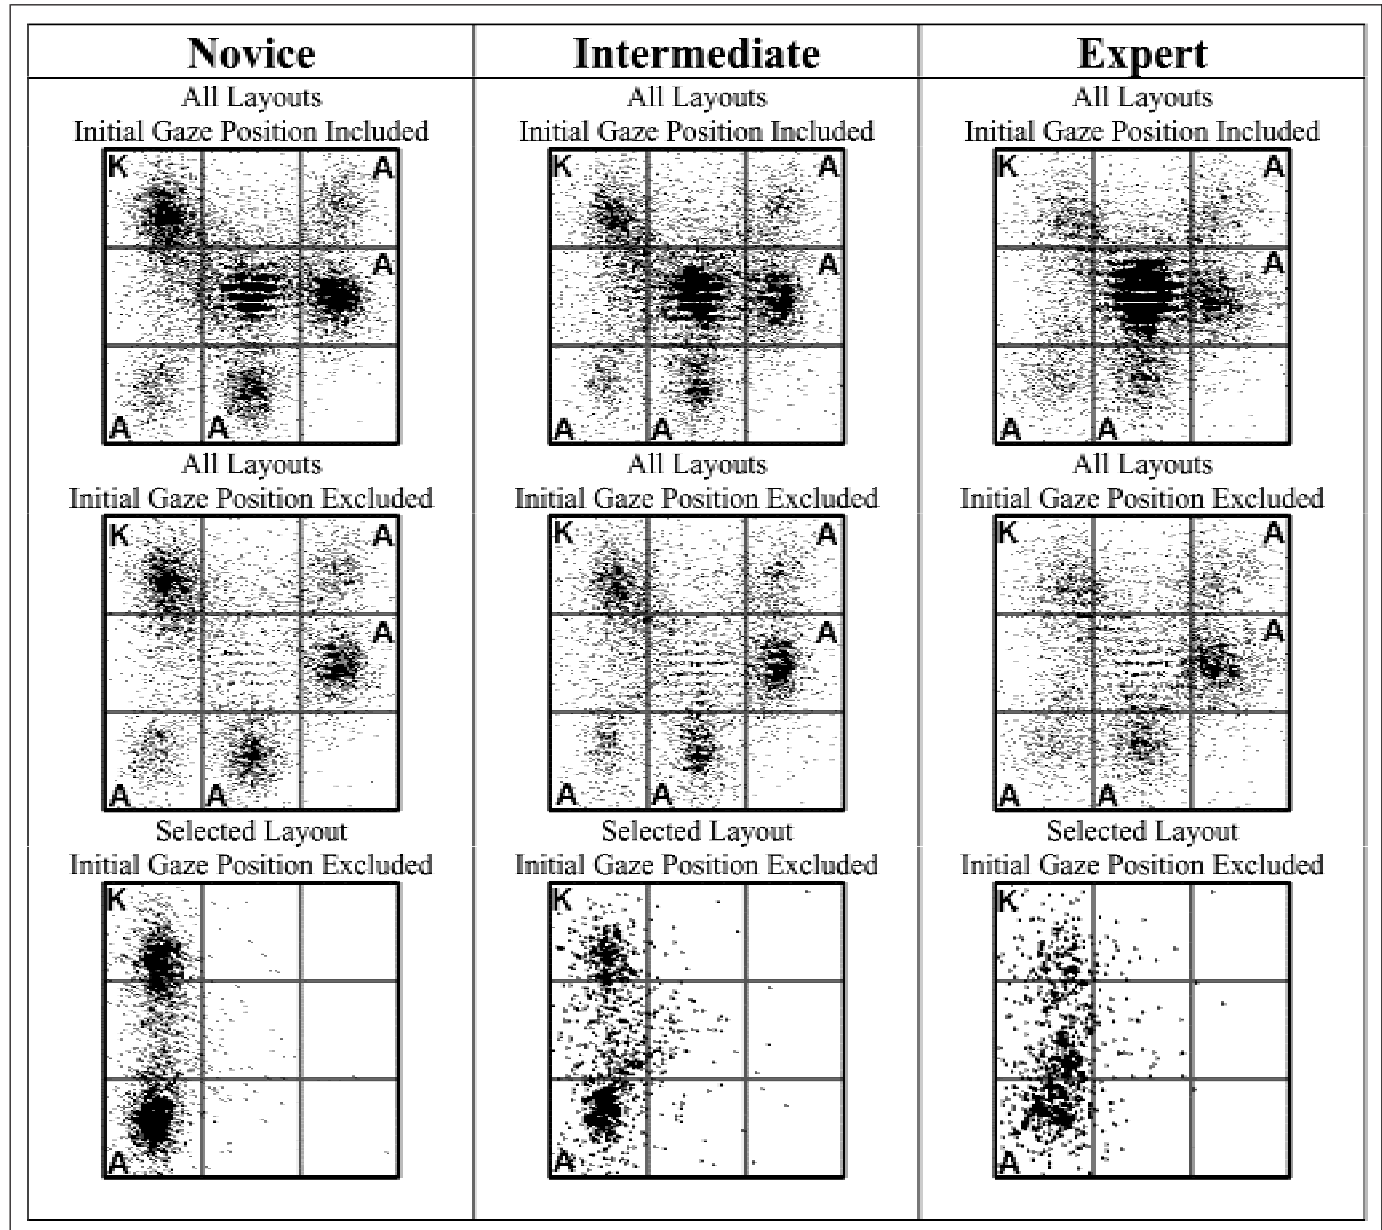 Novice Intermediate Expert
All Layouts All Layouts All Layouts
Initial Gaze Position Included Initial Gaze Position Included Initial Gaze Position Included
K A K A K A
A A A
A A A A A A
All Layouts All Layouts All Layouts
Initial Gaze Position Excluded Initial Gaze Position Excluded Initial Gaze Position Excluded
K A K A K A
A A
A A A A A A
Selected Layout Selected Layout Selected Layout
Initial Gaze Position Excluded Initial Gaze Position Excluded Initial Gaze Position Excluded
K K K
A A A